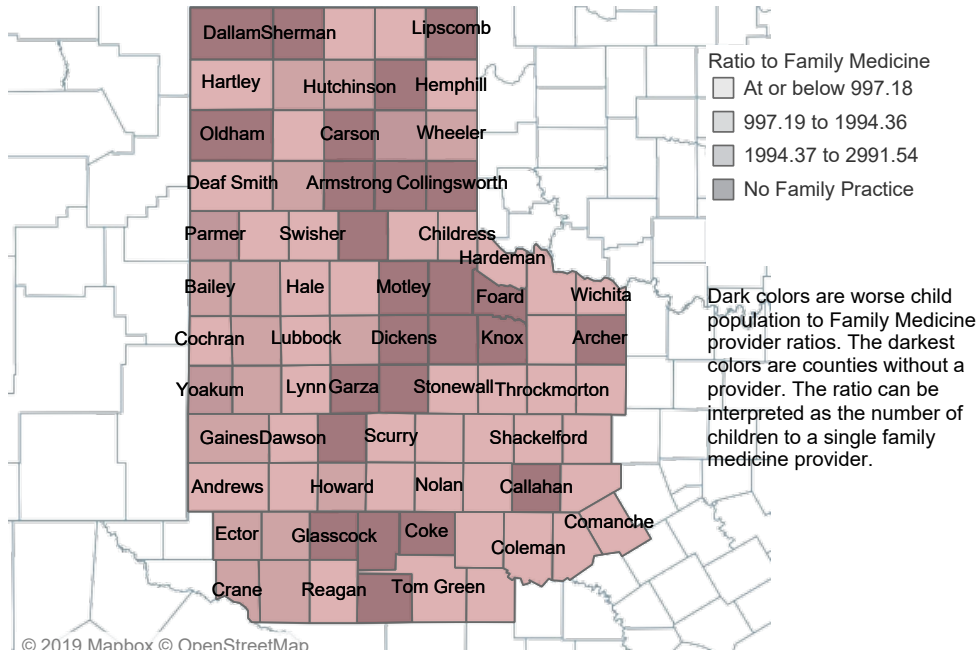 DallamSherman Lipscomb
Hartley Hutchinson Hemphill
Oldham Carson Wheeler
Deaf Smith Armstrong Collingsworth
Parmer Swisher Childress
Hardeman
Bailey Hale Motley Foard Wichita
Cochran Lubbock Dickens Knox Archer
Yoakum Lynn Garza Stonewall Throckmorton
Gaines Dawson Scurry Shackelford
Andrews Howard Nolan Callahan
Ector Glasscock Coke Coleman Comanche
Crane Reagan Tom Green
© 2019 Mapbox © OpenStreetMap
Ratio to Family Medicine
At or below 997.18
997.19 to 1994.36
1994.37 to 2991.54
No Family Practice
Dark colors are worse child
population to Family Medicine
provider ratios. The darkest
colors are counties without a
provider. The ratio can be
interpreted as the number of
children to a single family
medicine provider.